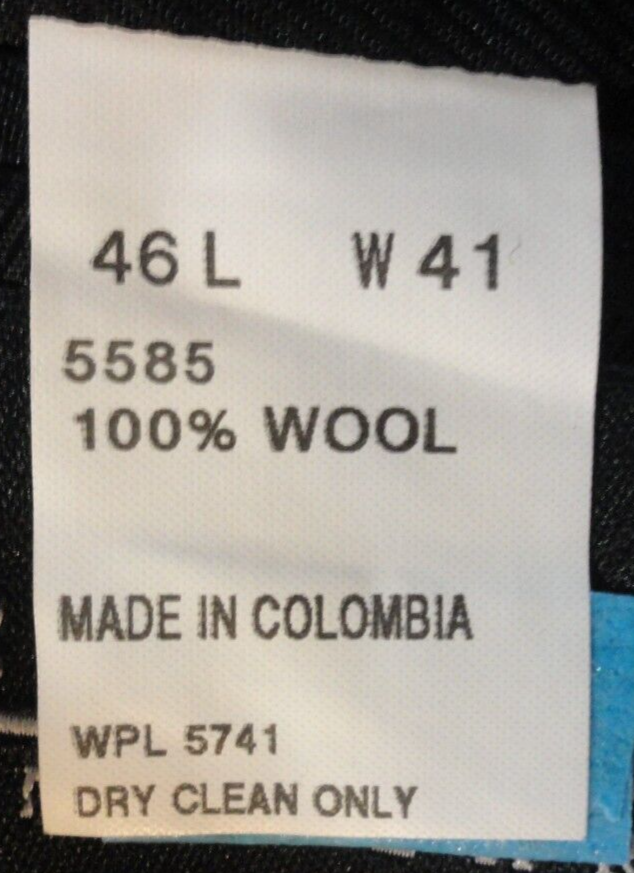 46 L W 41
5585
100% WOOL
MADE IN COLOMBIA
WPL 5741
DRY CLEAN ONLY